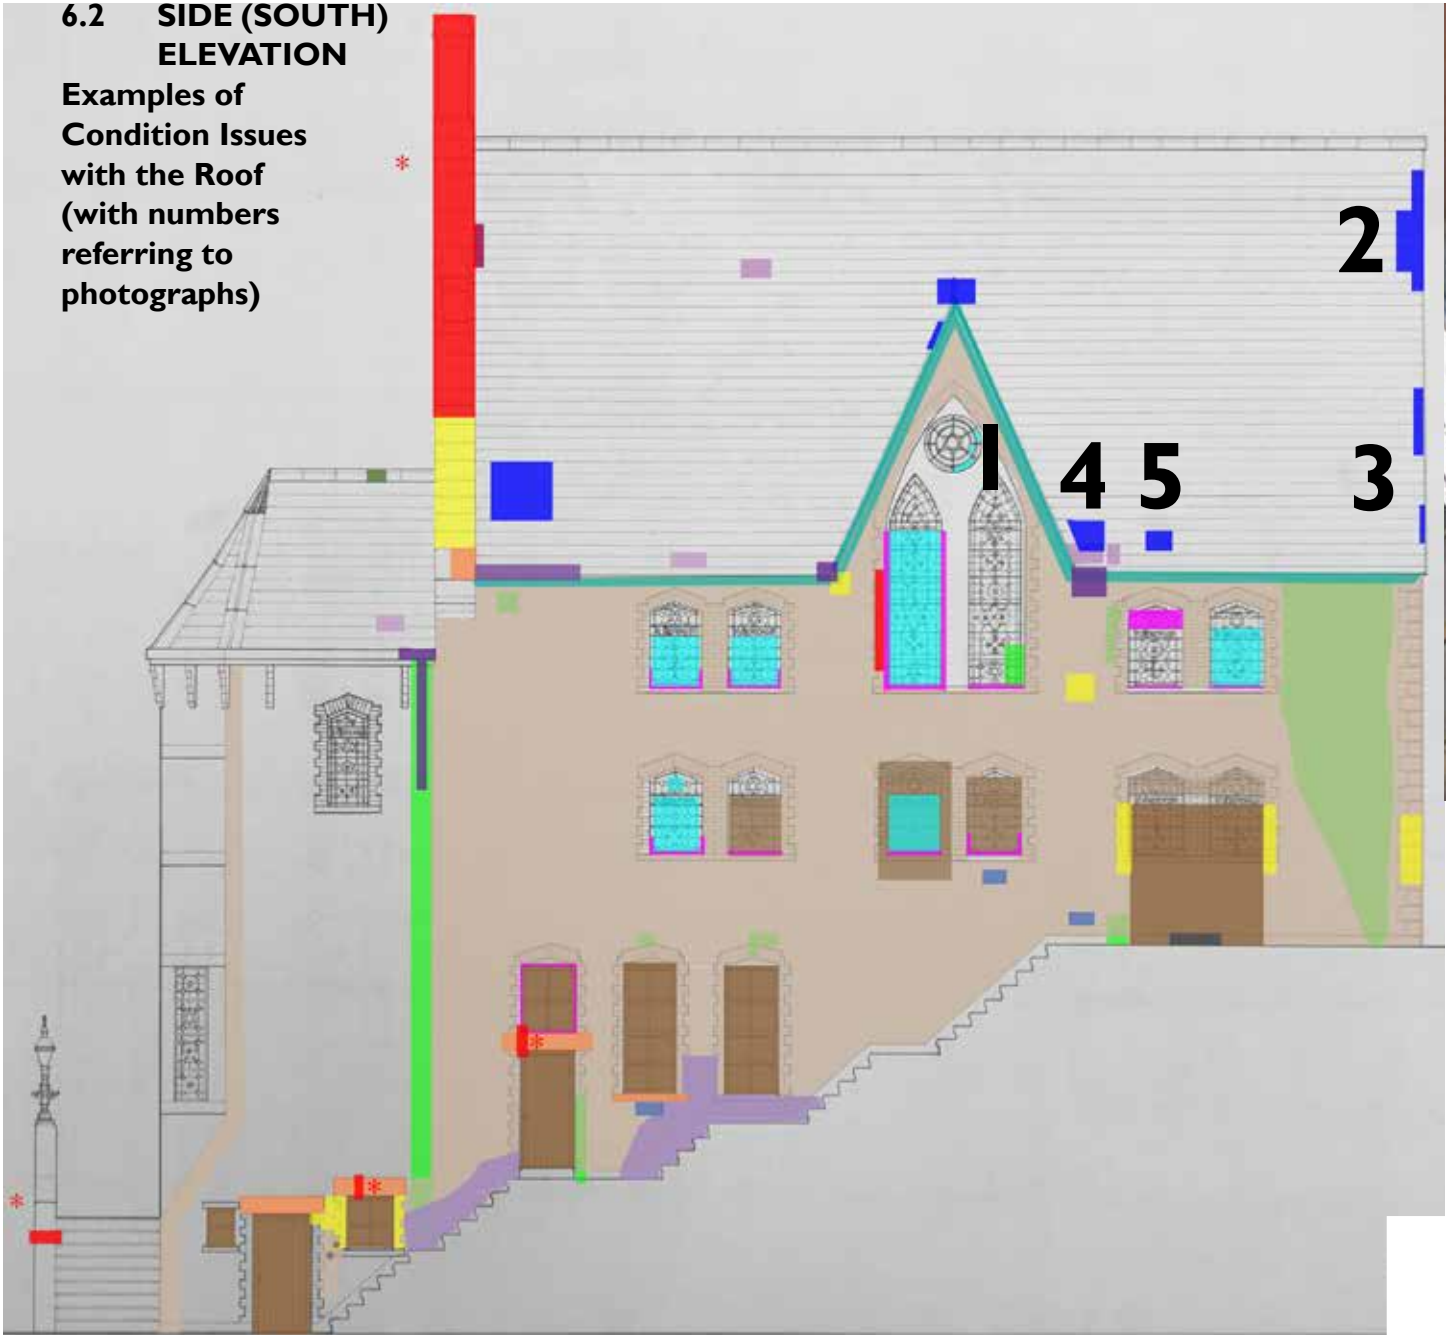 6.2 SIDE (SOUTH)
ELEVATION
Examples of
Condition Issues
with the Roof
(with numbers
referring to
photographs)
*
2
1
4 5 3
*
*
*